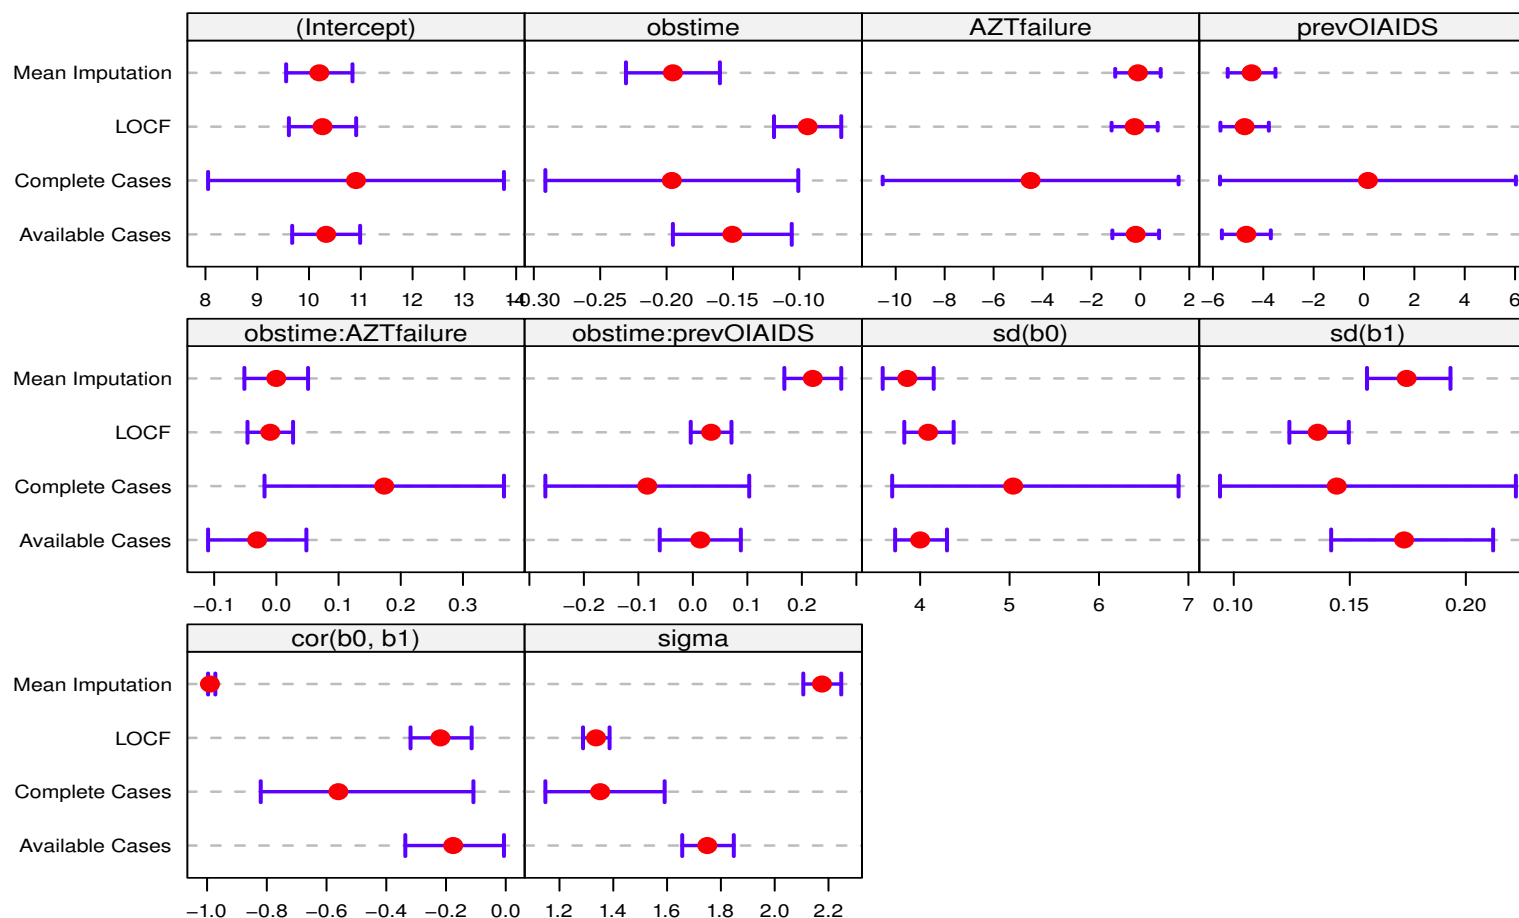 (Intercept) obstime AZTfailure prevOIAIDS
Mean Imputation
LOCF
Complete Cases
Available Cases
8 9 10 11 12 13 14 −0.30 −0.25 −0.20 −0.15 −0.10 −10 −8 −6 −4 −2 0 2 −6 −4 −2 0 2 4 6
obstime:AZTfailure obstime:prevOIAIDS sd(b0) sd(b1)
Mean Imputation
LOCF
Complete Cases
Available Cases
−0.1 0.0 0.1 0.2 0.3 −0.2 −0.1 0.0 0.1 0.2 4 5 6 7 0.10 0.15 0.20
cor(b0, b1) sigma
Mean Imputation
LOCF
Complete Cases
Available Cases
−1.0 −0.8 −0.6 −0.4 −0.2 0.0 1.2 1.4 1.6 1.8 2.0 2.2